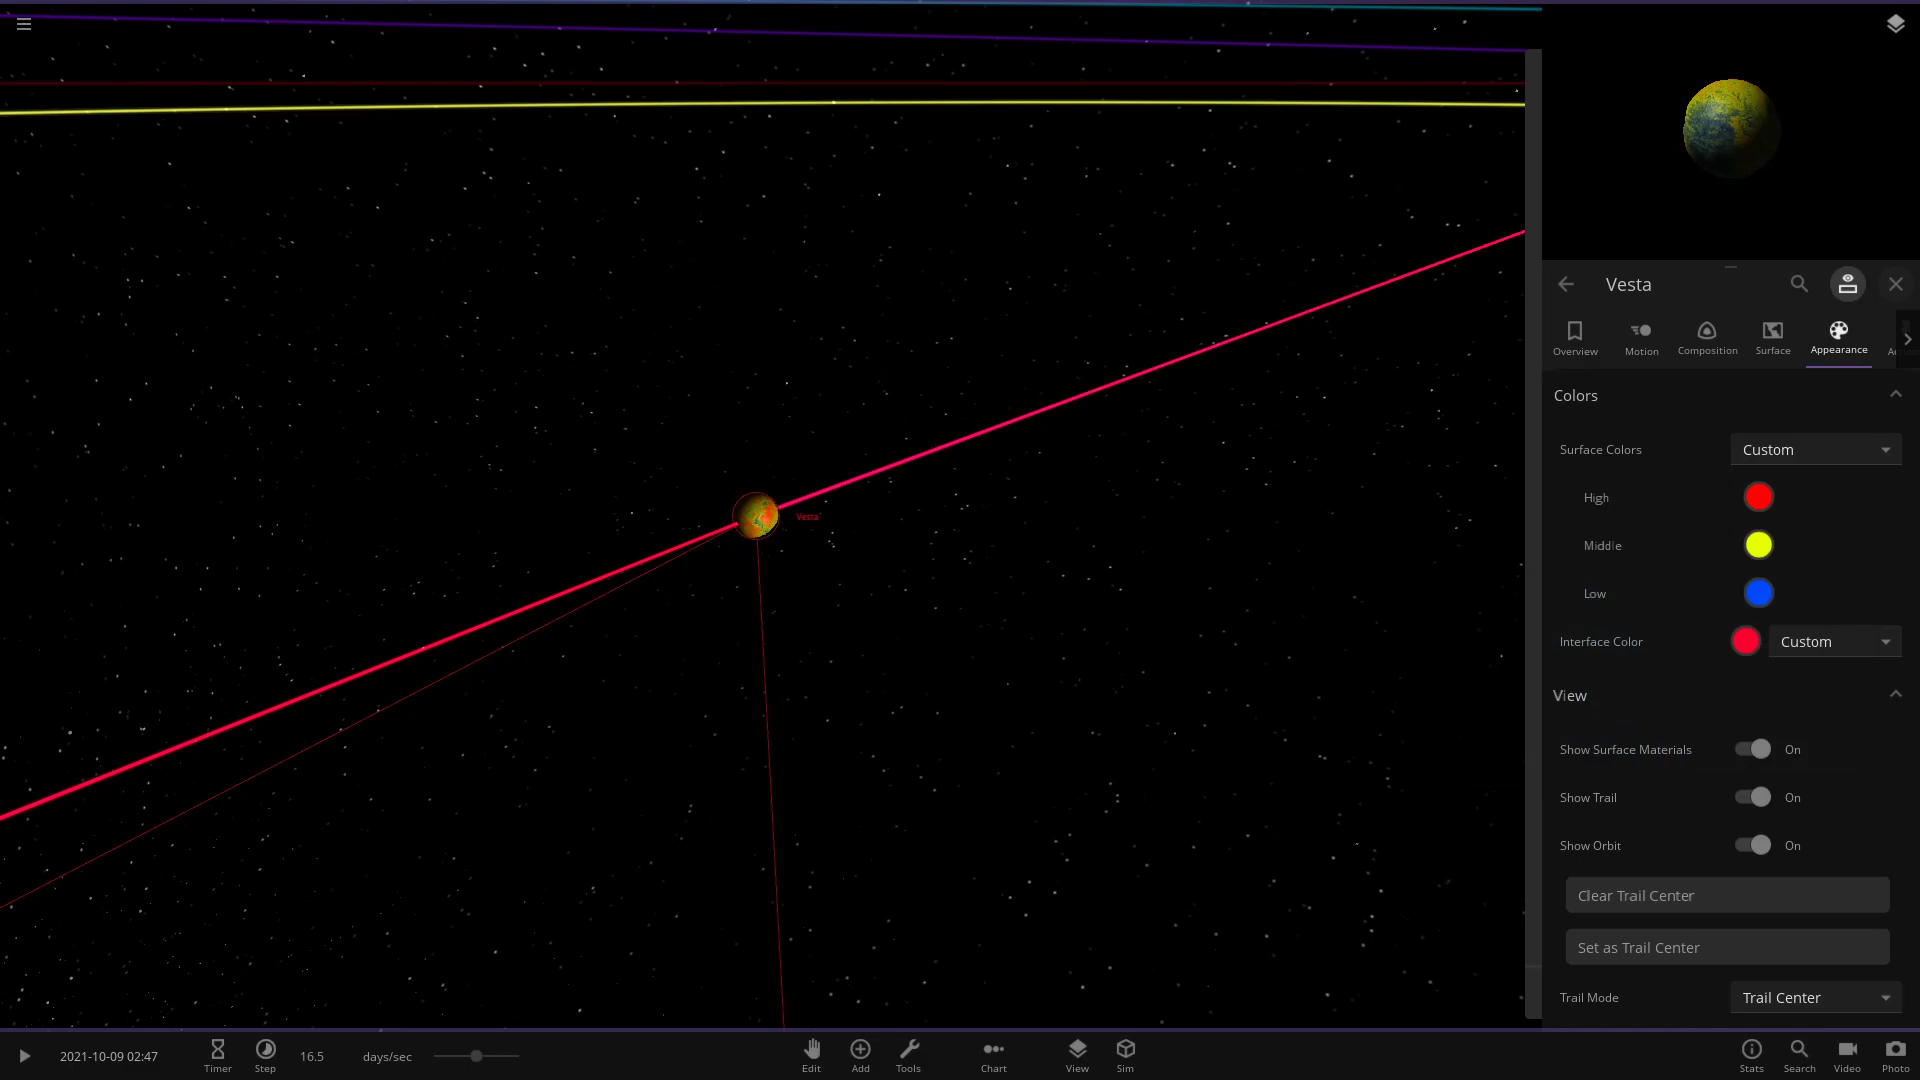 Vesta
Vesta
Overview
Motion
Composition
Surface
Appearance
Colors
Surface Colors
Custom
High
Middle
Low
Interface Color
Custom
View
Show Surface Materials
On
Show Trail
On
Show Orbit
On
Clear Trail Center
Set as Trail Center
Trail Mode
Trail Center
2021-10-09 02:47
Timer
Step
16.5
days/sec
Edit
Add
Tools
Chart
View
Sim
Stats
Search
Video
Photo